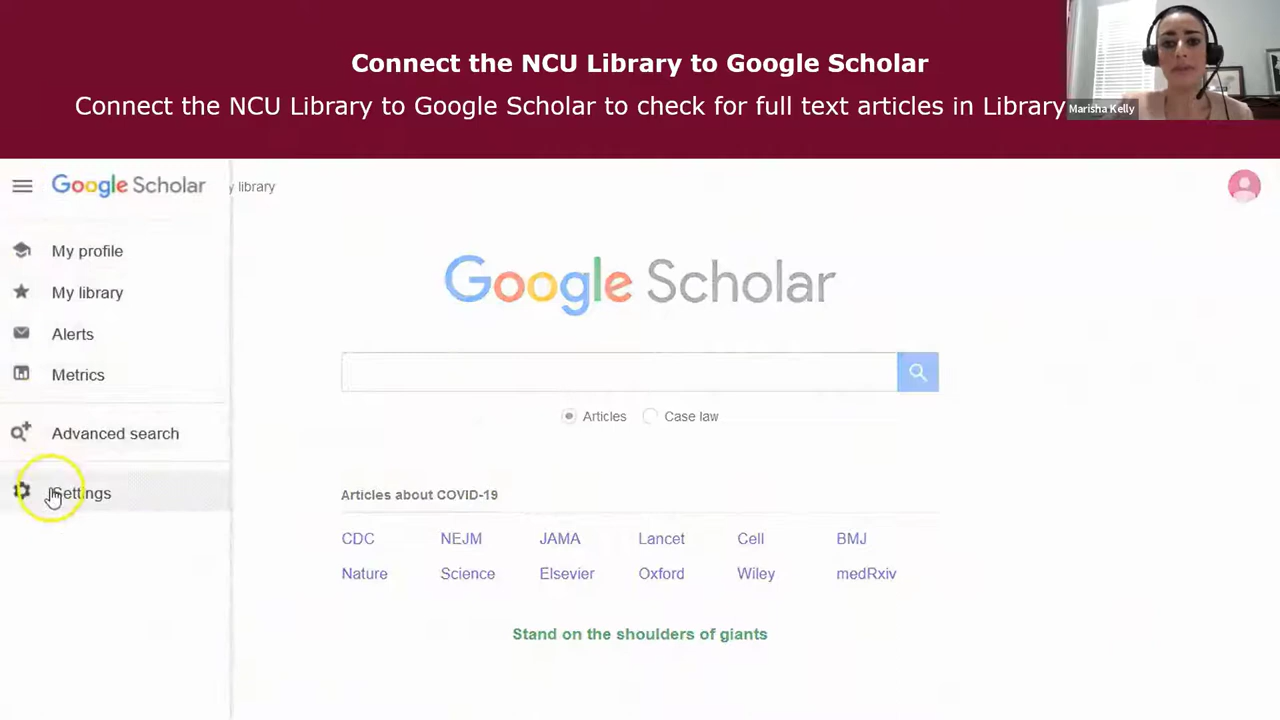 Connect the NCU Library to Google Scholar
Connect the NCU Library to Google Scholar to check for full text articles in Library
Marisha Kelly
Google Scholar
y library
My profile
My library
Alerts
Metrics
Advanced search
Settings
Google Scholar
Articles
Case law
Articles about COVID-19
CDC NEJM JAMA Lancet Cell BMJ
Nature Science Elsevier Oxford Wiley medRxiv
Stand on the shoulders of giants